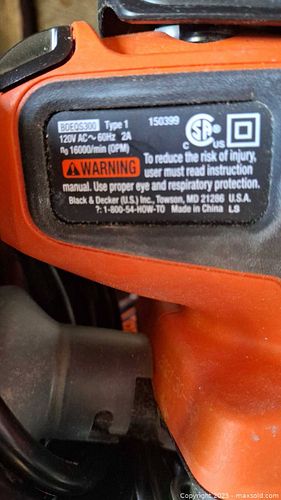 BDEQS300 Type 1 150399
120V AC～60Hz 2A
n₀ 16000/min (OPM)
C SA US
WARNING To reduce the risk of injury,
user must read instruction
manual. Use proper eye and respiratory protection.
Black & Decker (U.S.) Inc., Towson, MD 21286 U.S.A.
?: 1-800-54-HOW-TO Made in China LS
Copyright 2023 - maxsold.com